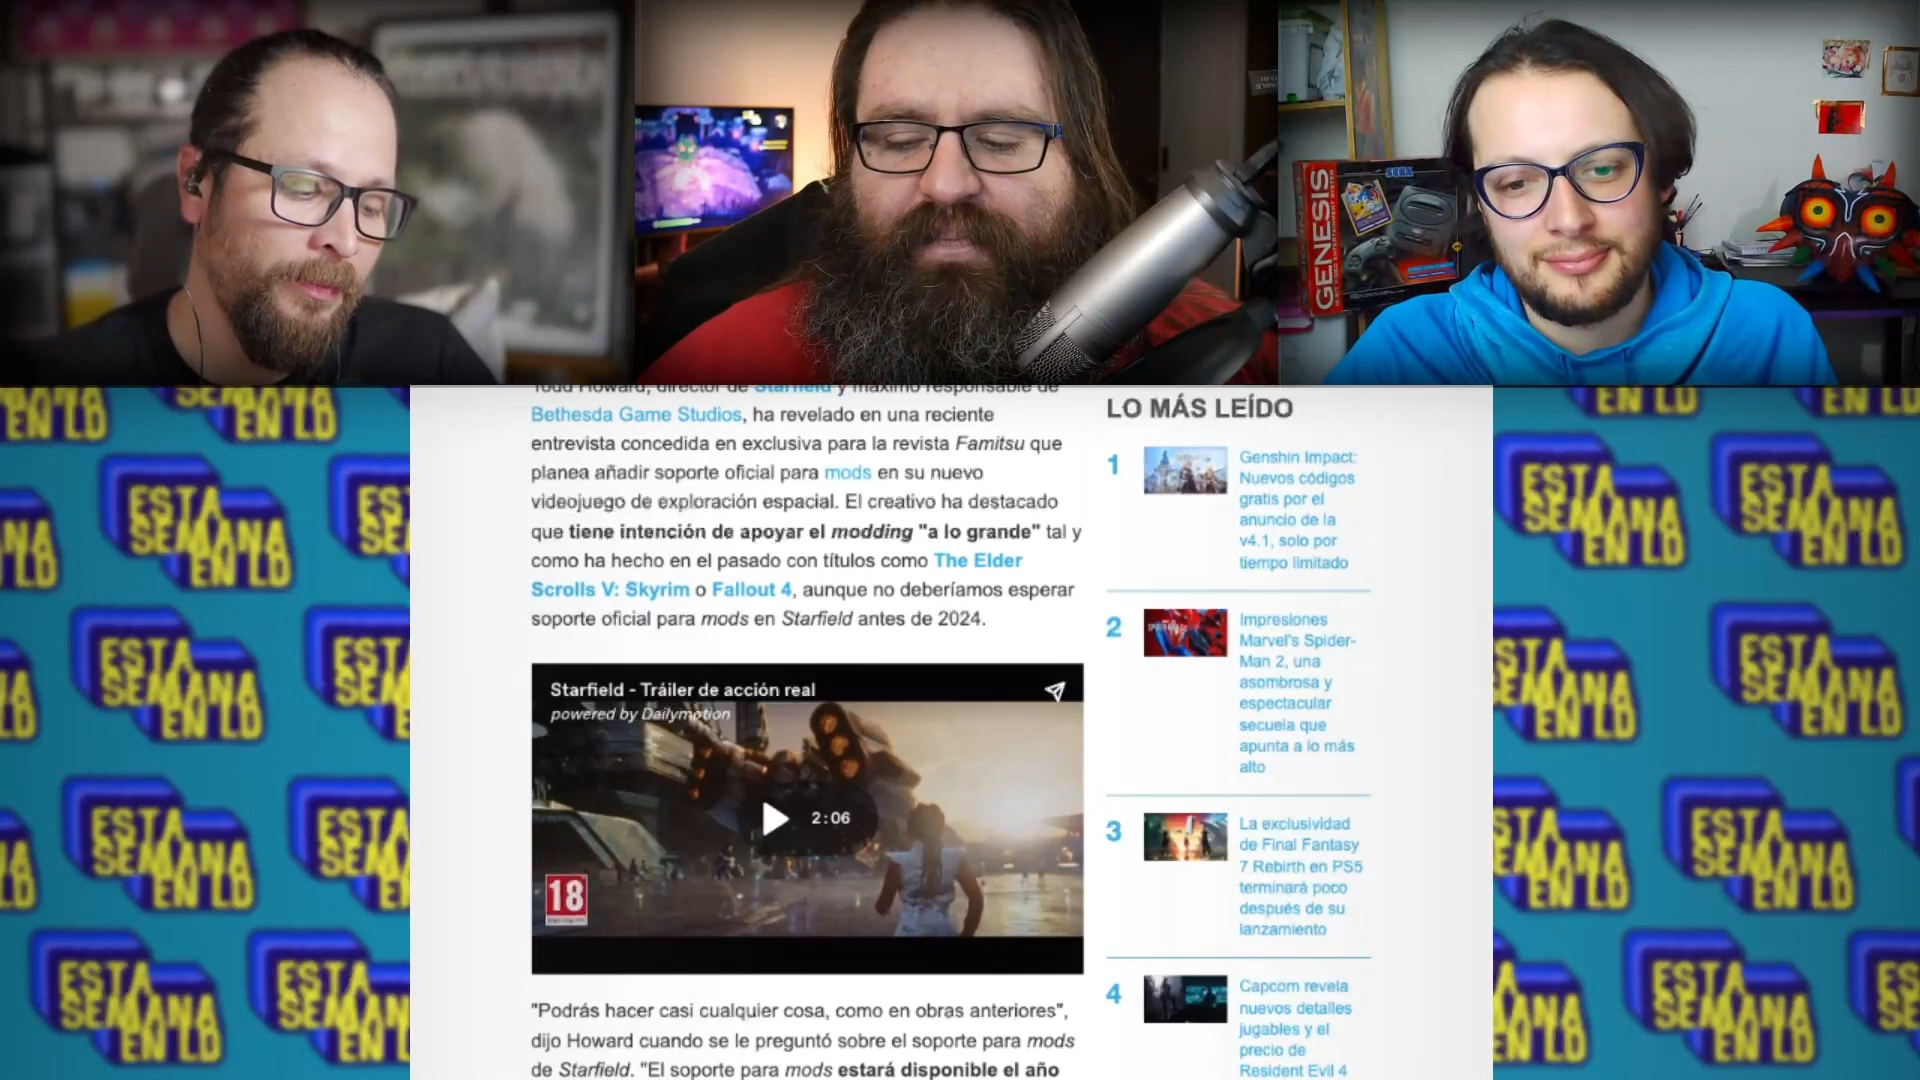 SEGA
GENESIS
Todd Howard, director de Starfield y máximo responsable de
Bethesda Game Studios, ha revelado en una reciente
entrevista concedida en exclusiva para la revista Famitsu que
planea añadir soporte oficial para mods en su nuevo
videojuego de exploración espacial. El creativo ha destacado
que tiene intención de apoyar el modding "a lo grande" tal y
como ha hecho en el pasado con títulos como The Elder
Scrolls V: Skyrim o Fallout 4, aunque no deberíamos esperar
soporte oficial para mods en Starfield antes de 2024.
Starfield - Tráiler de acción real
powered by Dailymotion
2:06
18
"Podrás hacer casi cualquier cosa, como en obras anteriores",
dijo Howard cuando se le preguntó sobre el soporte para mods
de Starfield. "El soporte para mods estará disponible el año
LO MÁS LEÍDO
1
Genshin Impact:
Nuevos códigos
gratis por el
anuncio de la
v4.1, solo por
tiempo limitado
2
Impresiones
Marvel's Spider-
Man 2, una
asombrosa y
espectacular
secuela que
apunta a lo más
alto
3
La exclusividad
de Final Fantasy
7 Rebirth en PS5
terminará poco
después de su
lanzamiento
4
Capcom revela
nuevos detalles
jugables y el
precio de
Resident Evil 4
ESTA
SEMANA
EN LD